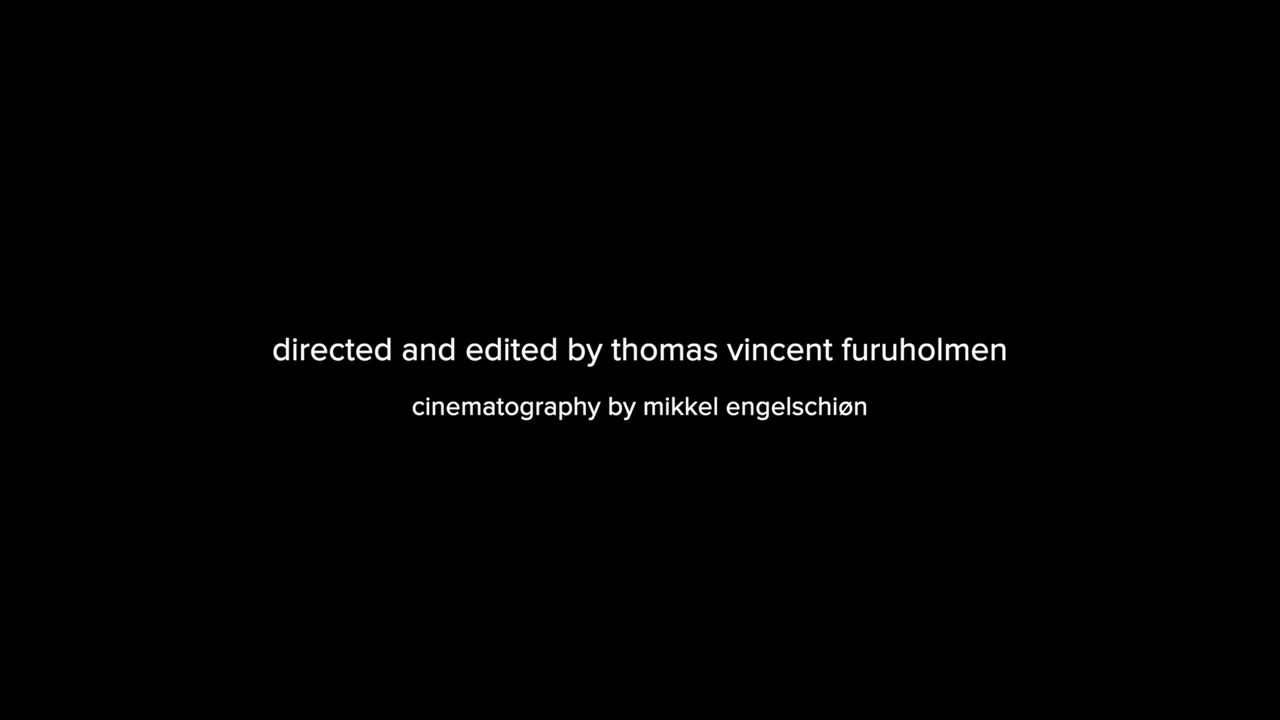 directed and edited by thomas vincent furuholmen
cinematography by mikkel engelschiøn